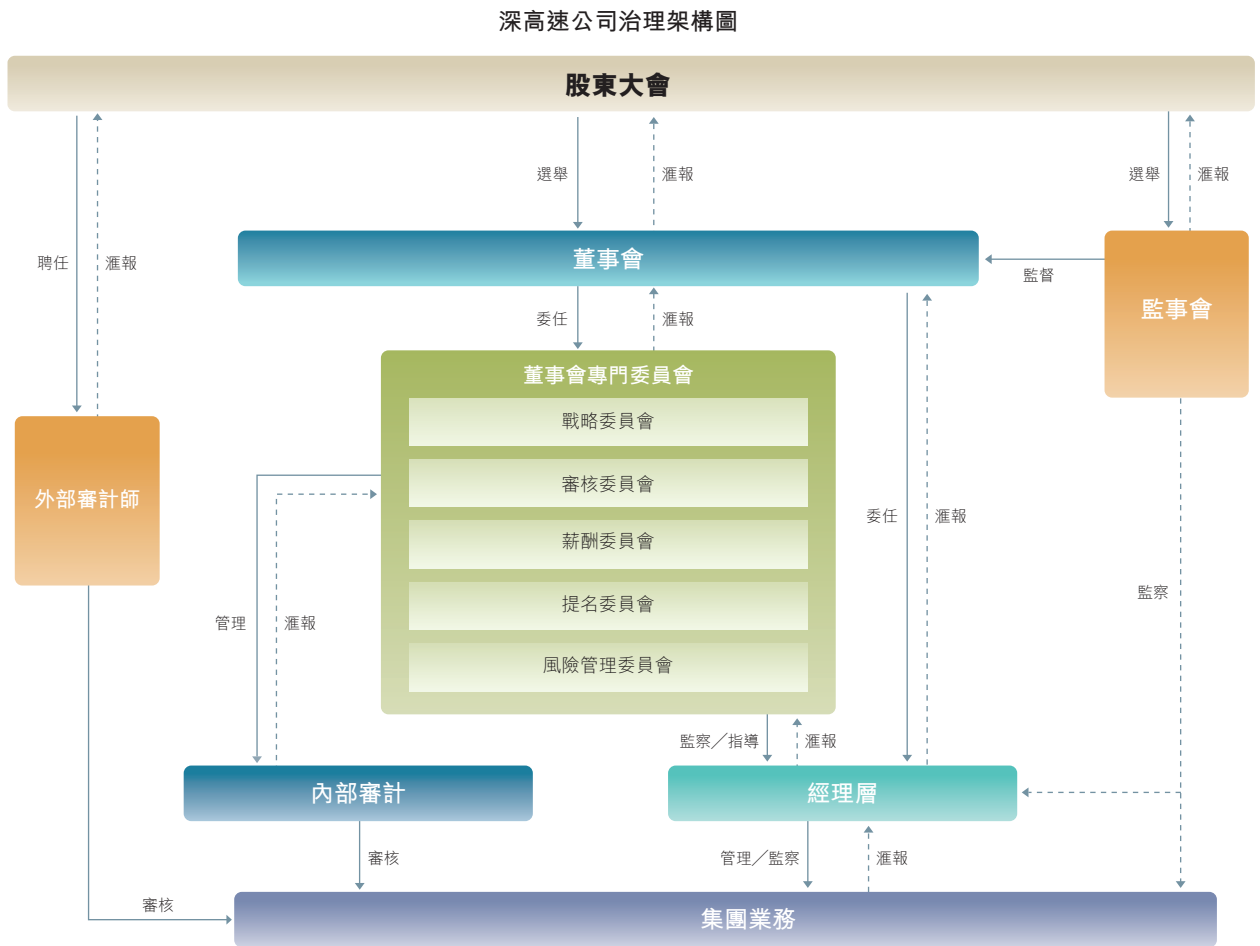 深高速公司治理架構圖
股東大會
選舉
滙報
選舉
滙報
聘任
滙報
董事會
監督
監事會
委任
滙報
董事會專門委員會
戰略委員會
審核委員會
外部審計師
薪酬委員會
委任
滙報
提名委員會
監察
管理
滙報
風險管理委員會
監察／指導
滙報
內部審計
經理層
審核
管理／監察
滙報
審核
集團業務